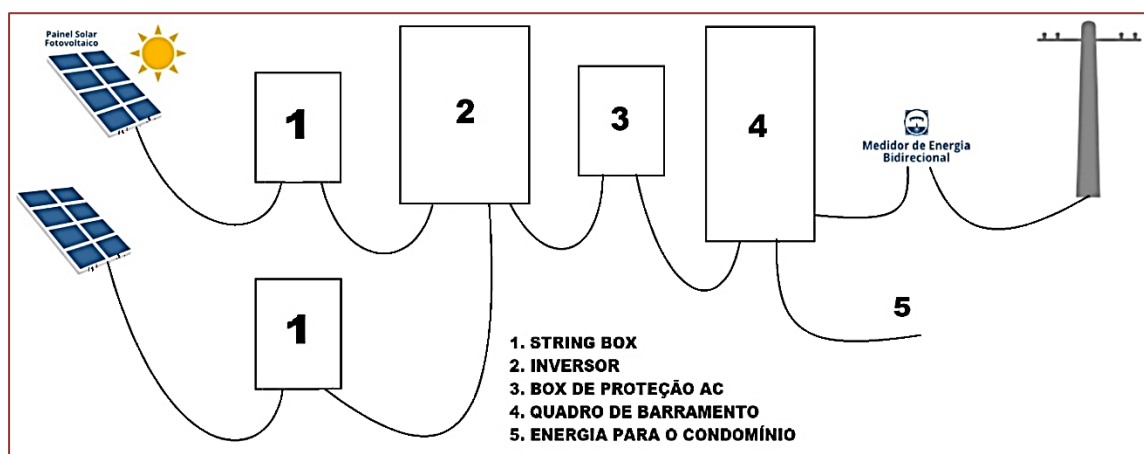 Painel Solar
Fotovoltaico
1
2
3
4
Medidor de Energia
Bidirecional
1
5
1. STRING BOX
2. INVERSOR
3. BOX DE PROTEÇÃO AC
4. QUADRO DE BARRAMENTO
5. ENERGIA PARA O CONDOMÍNIO